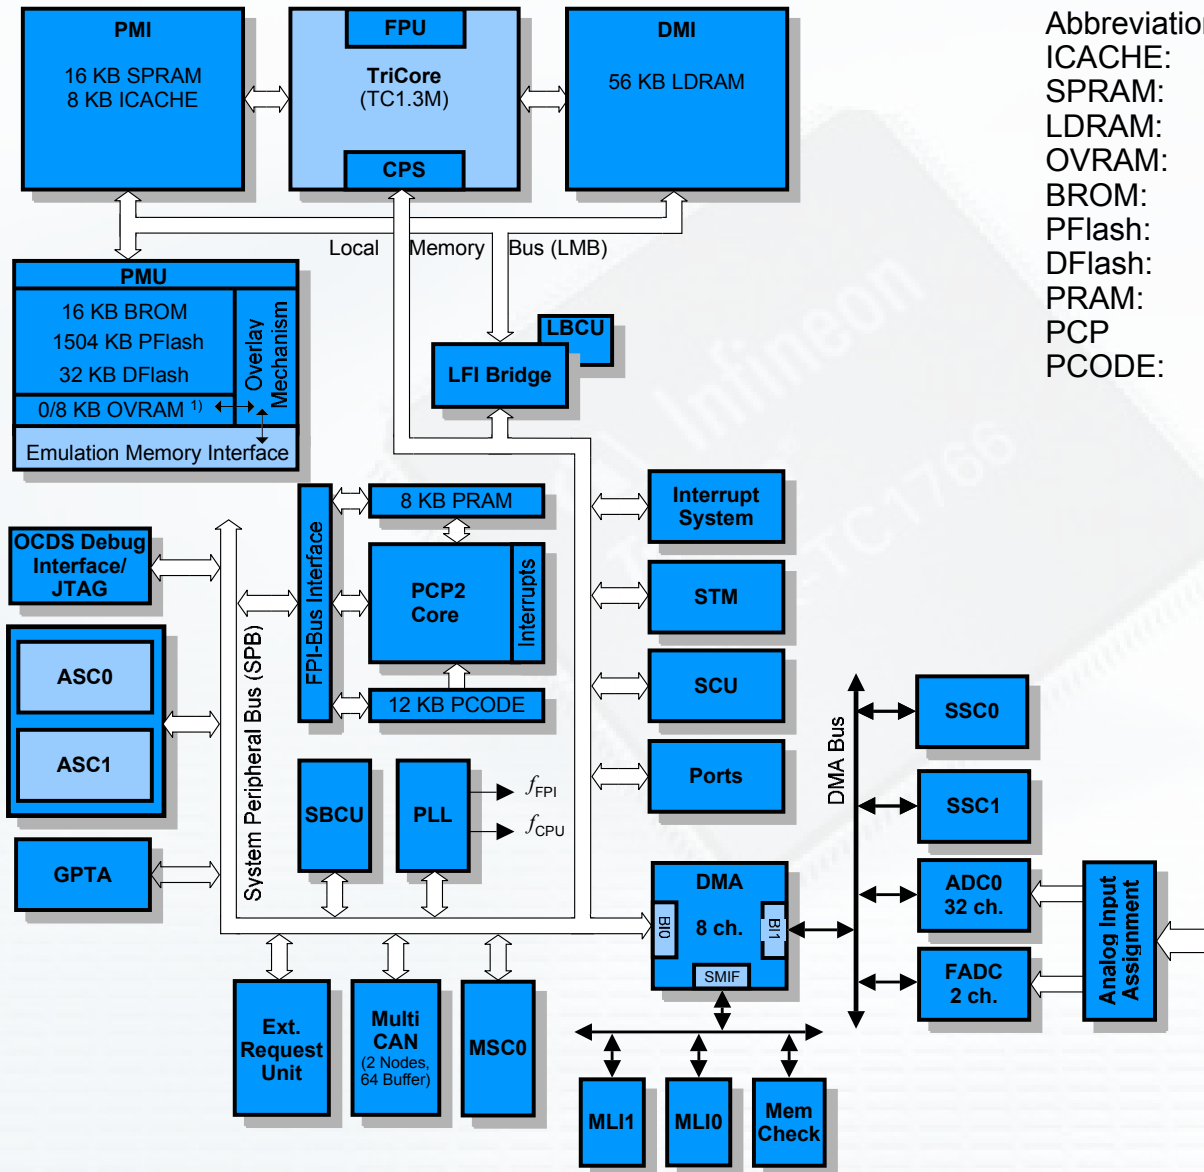 PMI
16 KB SPRAM
8 KB ICACHE
FPU
TriCore
(TC1.3M)
CPS
DMI
56 KB LDRAM
Abbreviation
ICACHE:
SPRAM:
LDRAM:
OVRAM:
BROM:
PFlash:
DFlash:
PRAM:
PCP
PCODE:
Local Memory Bus (LMB)
PMU
16 KB BROM
1504 KB PFlash
32 KB DFlash
0/8 KB OVRAM 1)
Overlay
Mechanism
Emulation Memory Interface
LBCU
LFI Bridge
Infineon
TC1766
OCDS Debug
Interface/
JTAG
ASC0
ASC1
GPTA
System Peripheral Bus (SPB)
FPI-Bus Interface
8 KB PRAM
PCP2
Core
Interrupts
12 KB PCODE
SBCU
PLL
fFPI
fCPU
Interrupt
System
STM
SCU
Ports
DMA Bus
SSC0
SSC1
ADC0
32 ch.
FADC
2 ch.
Analog Input
Assignment
DMA
8 ch.
BI0
BI1
SMIF
Ext.
Request
Unit
Multi
CAN
(2 Nodes,
64 Buffer)
MSC0
MLI1
MLI0
Mem
Check